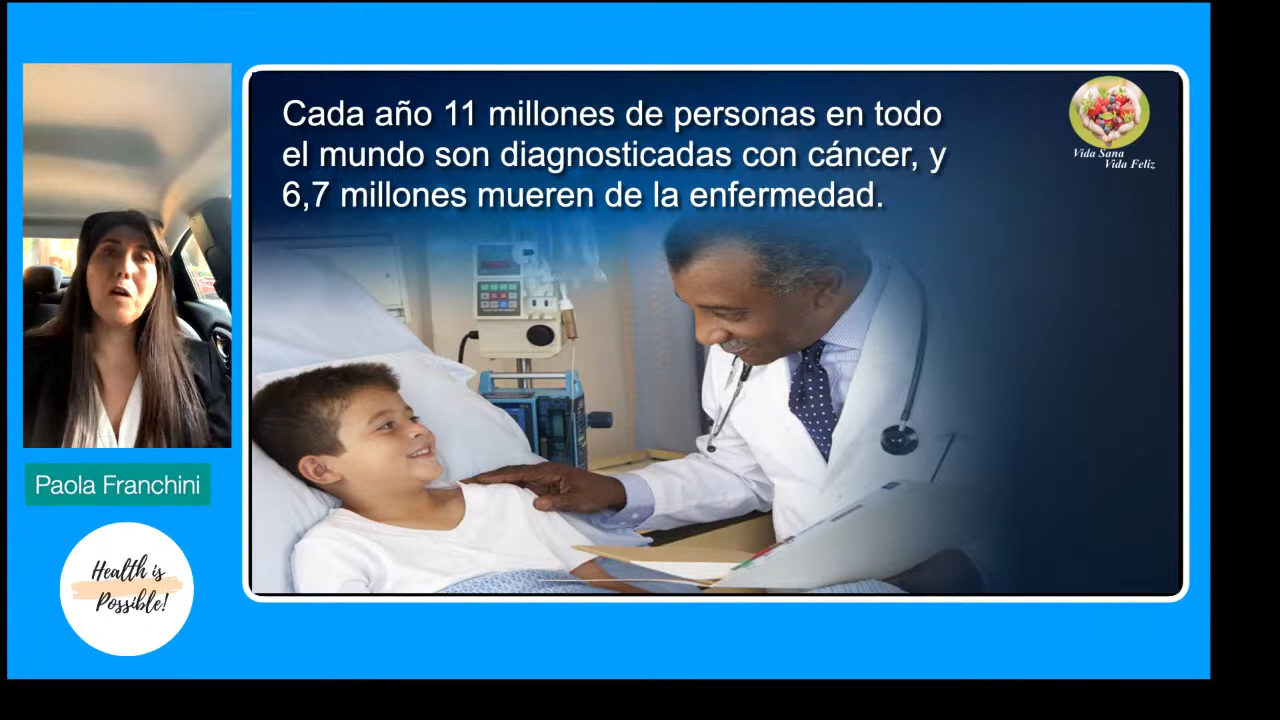 Cada año 11 millones de personas en todo
el mundo son diagnosticadas con cáncer, y
6,7 millones mueren de la enfermedad.
Vida Sana
Vida Feliz
Paola Franchini
Health is
Possible!